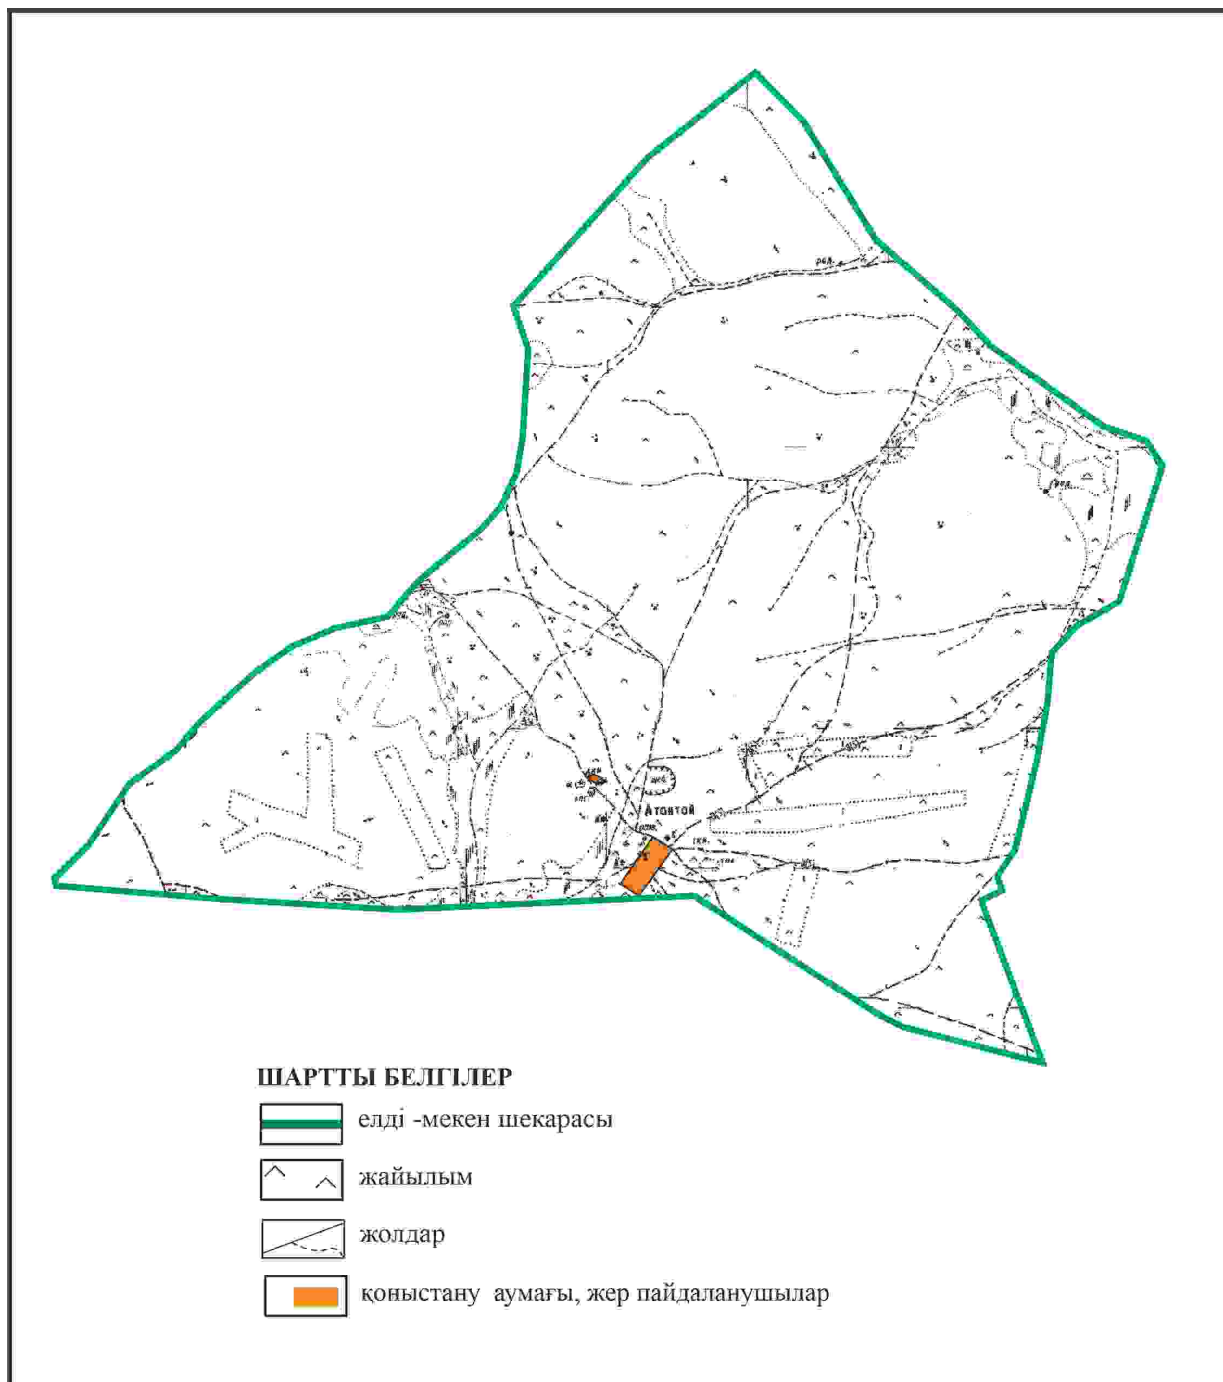 Атантай
ШАРТТЫ БЕЛГІЛЕР
елді -мекен шекарасы
жайылым
жолдар
қоныстану аумағы, жер пайдаланушылар